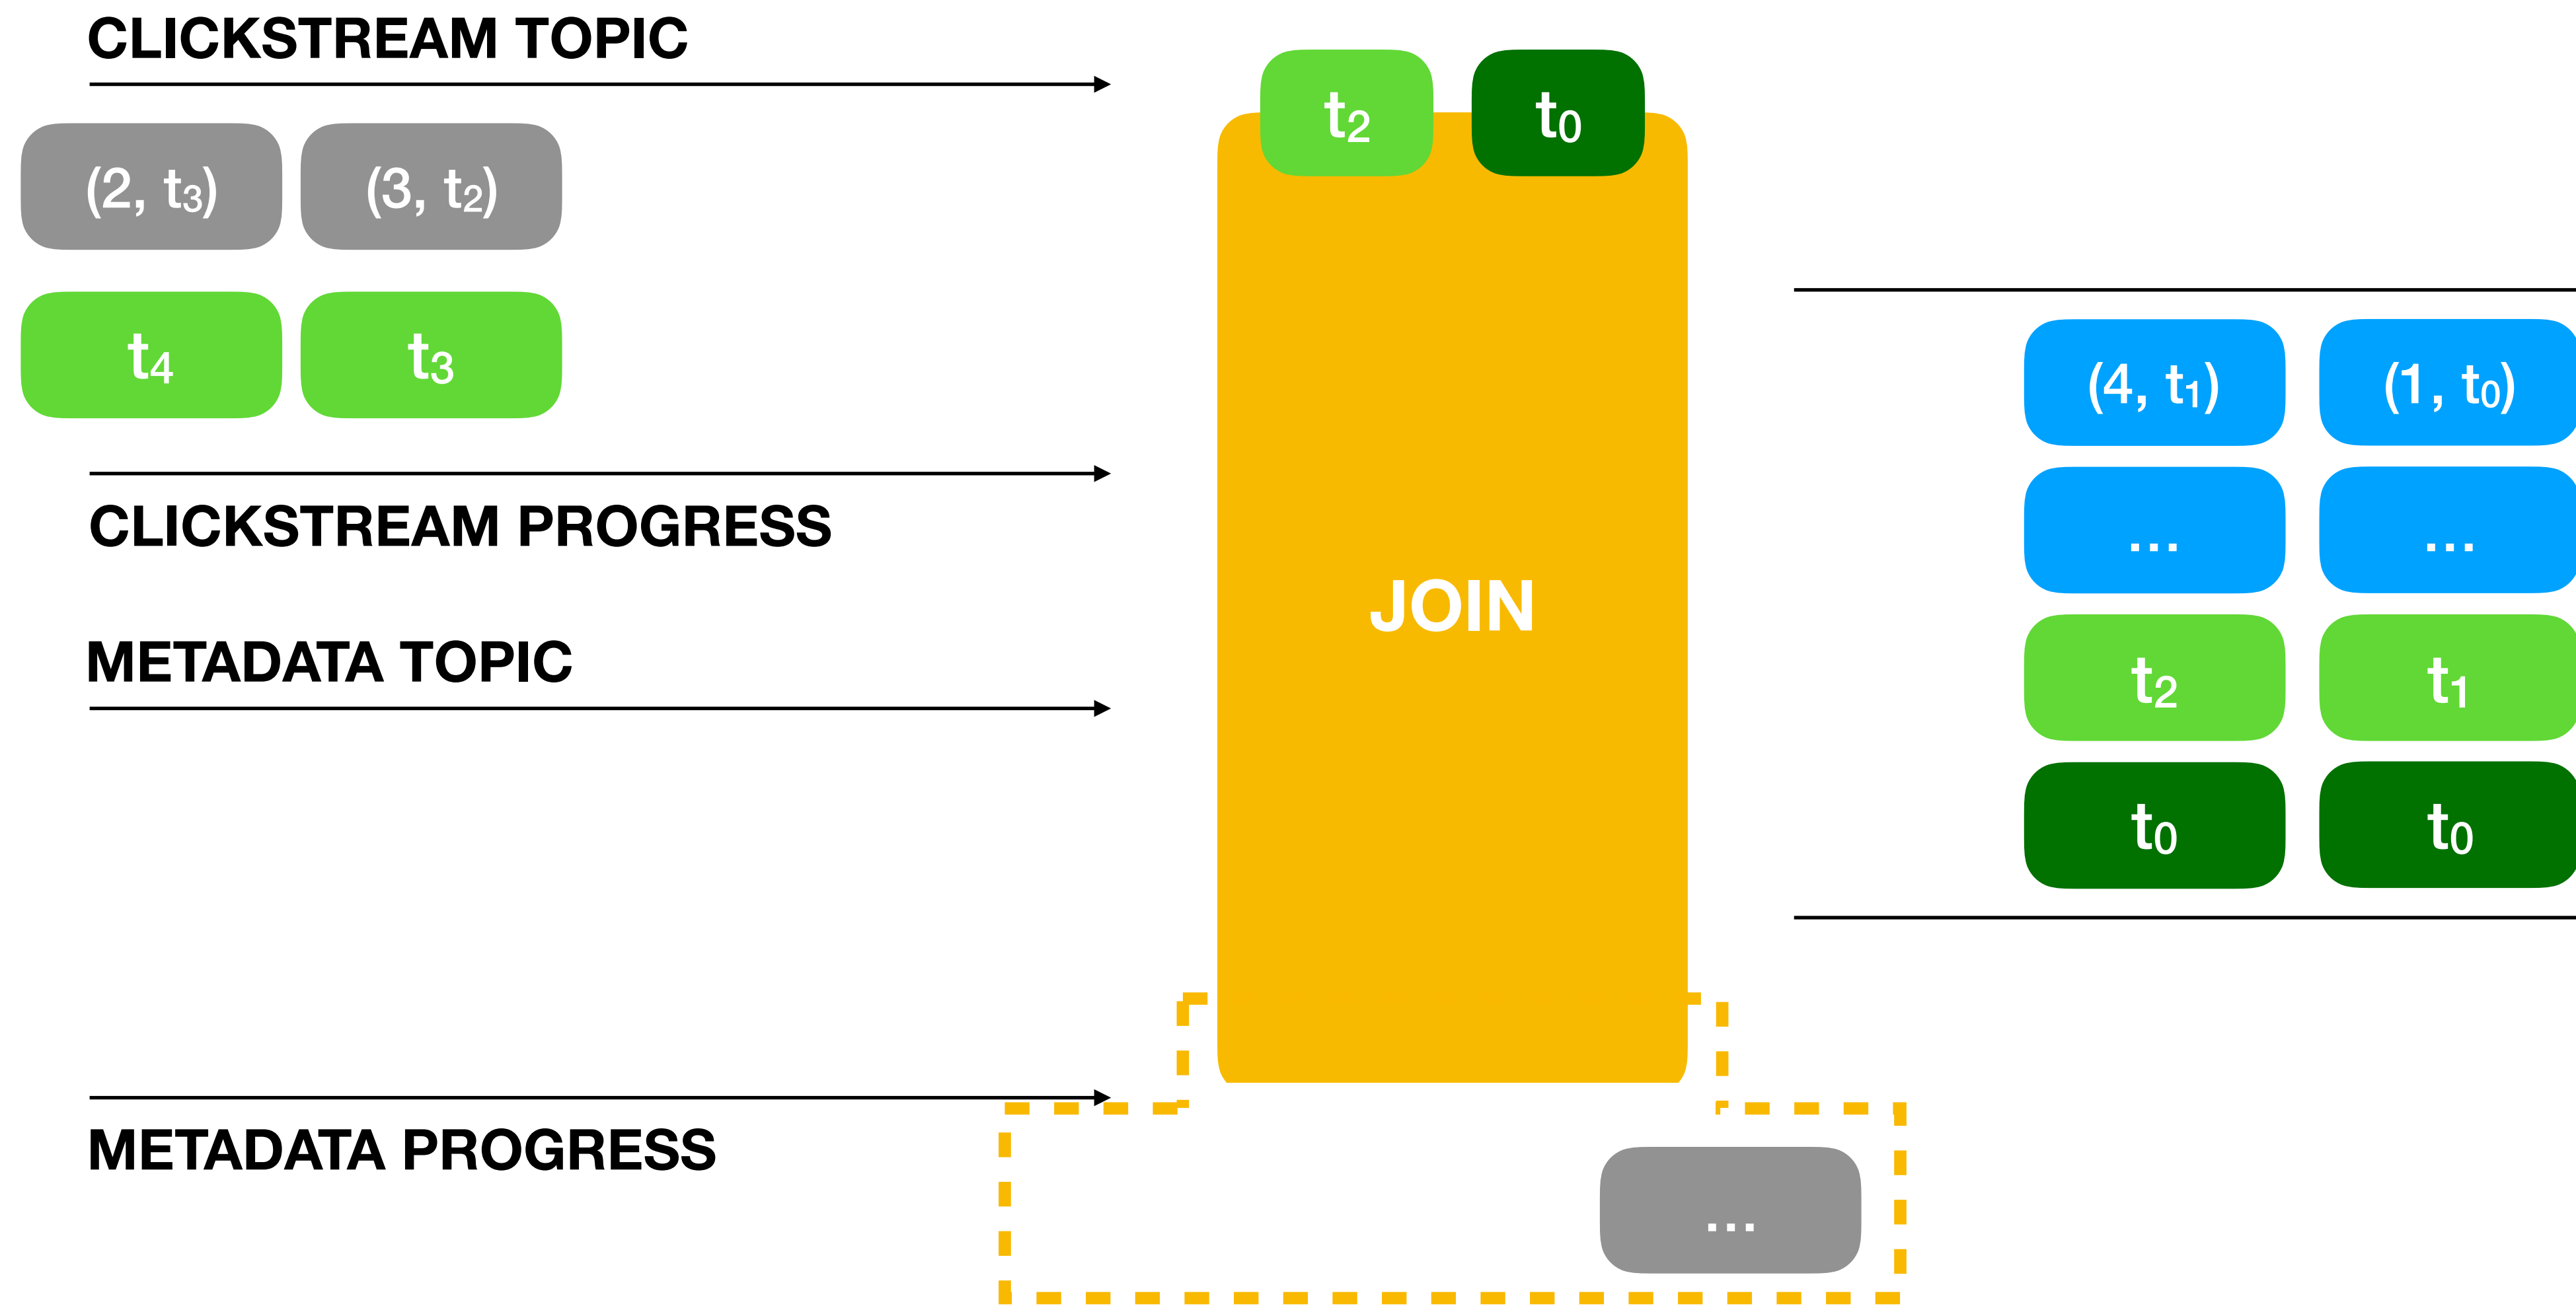 CLICKSTREAM TOPIC
(2, t₃) (3, t₂)
t₄ t₃
CLICKSTREAM PROGRESS
METADATA TOPIC
METADATA PROGRESS
t₂ t₀
JOIN
...
(4, t₁) (1, t₀)
... ...
t₂ t₁
t₀ t₀